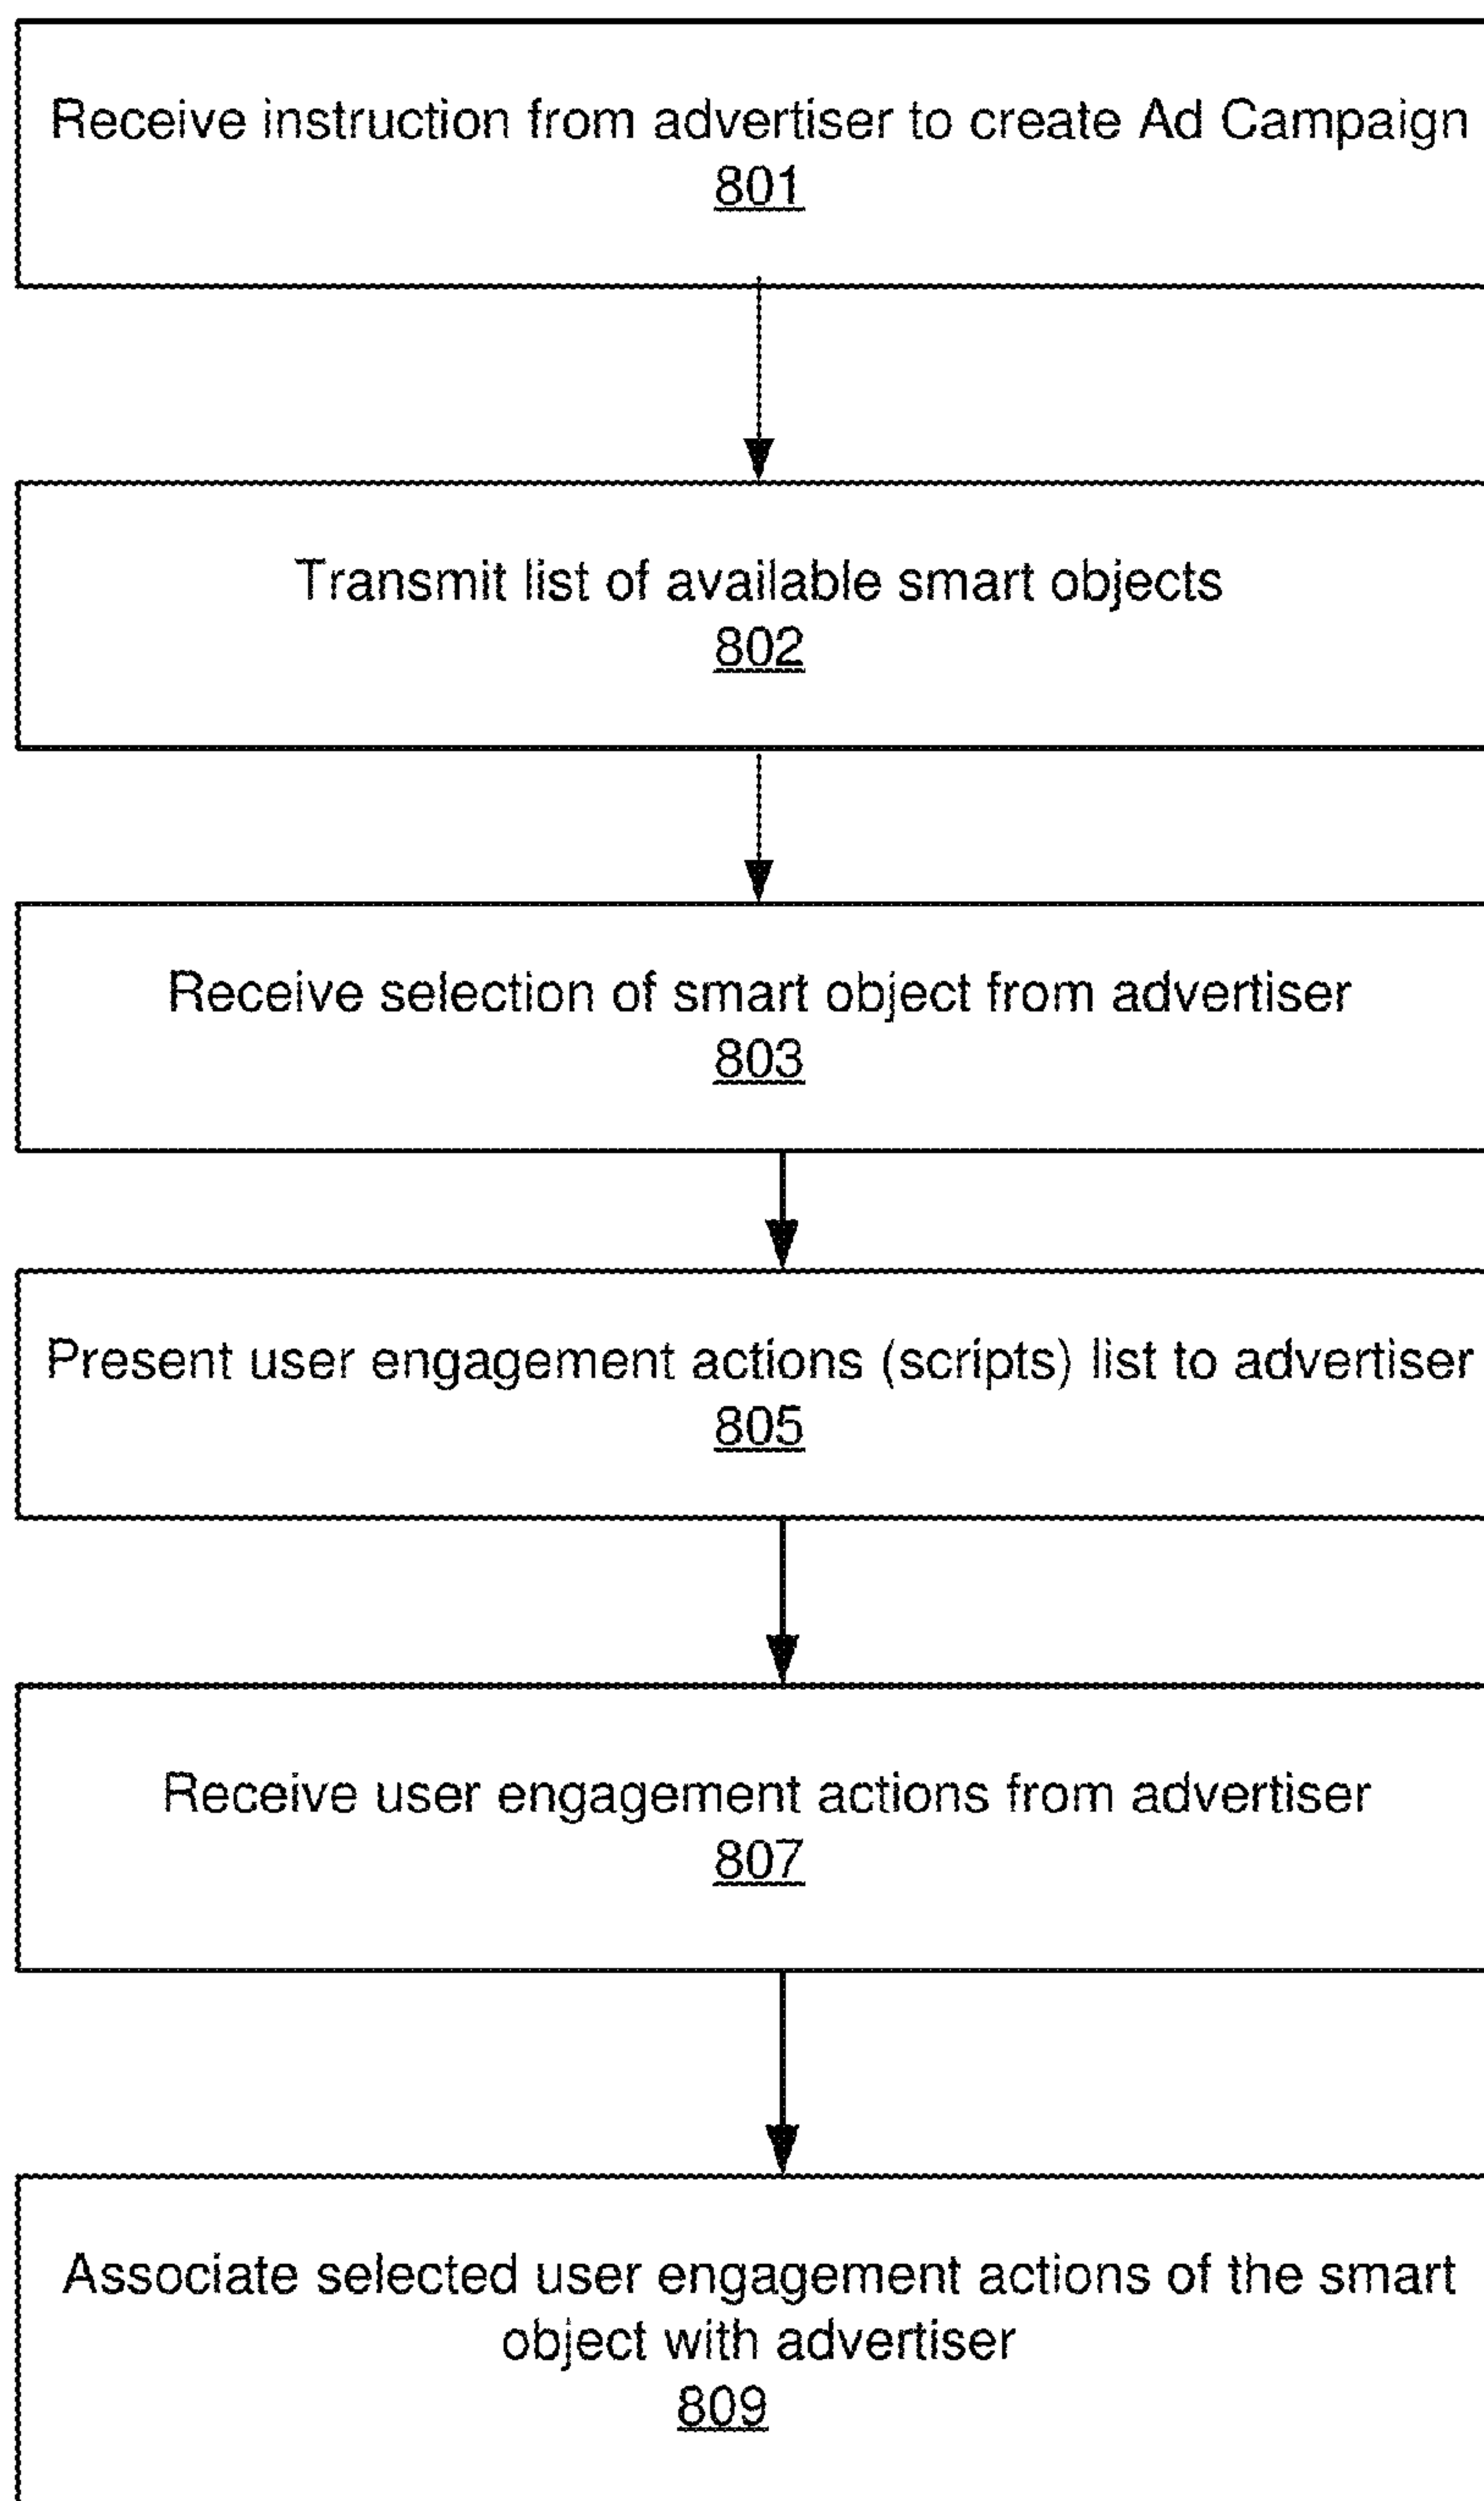 Receive instruction from advertiser to create Ad Campaign
801
Transmit list of available smart objects
802
Receive selection of smart object from advertiser
803
Present user engagement actions (scripts) list to advertiser
805
Receive user engagement actions from advertiser
807
Associate selected user engagement actions of the smart
object with advertiser
809